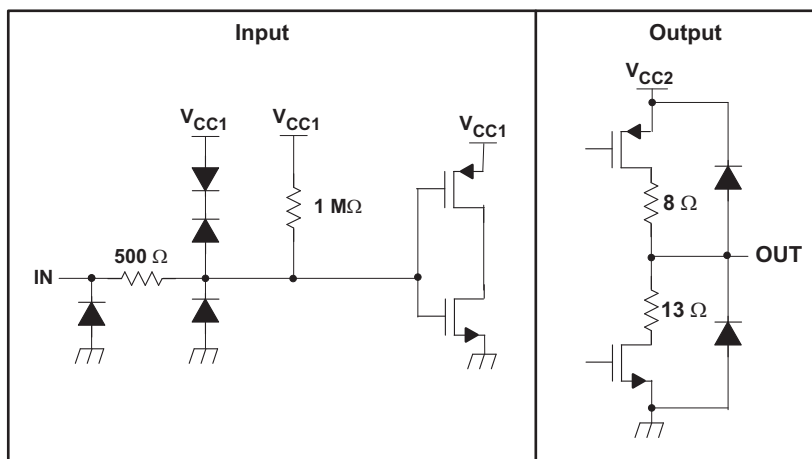 Input
VCC1
VCC1
VCC1
1 MΩ
500 Ω
IN
Output
VCC2
8 Ω
OUT
13 Ω